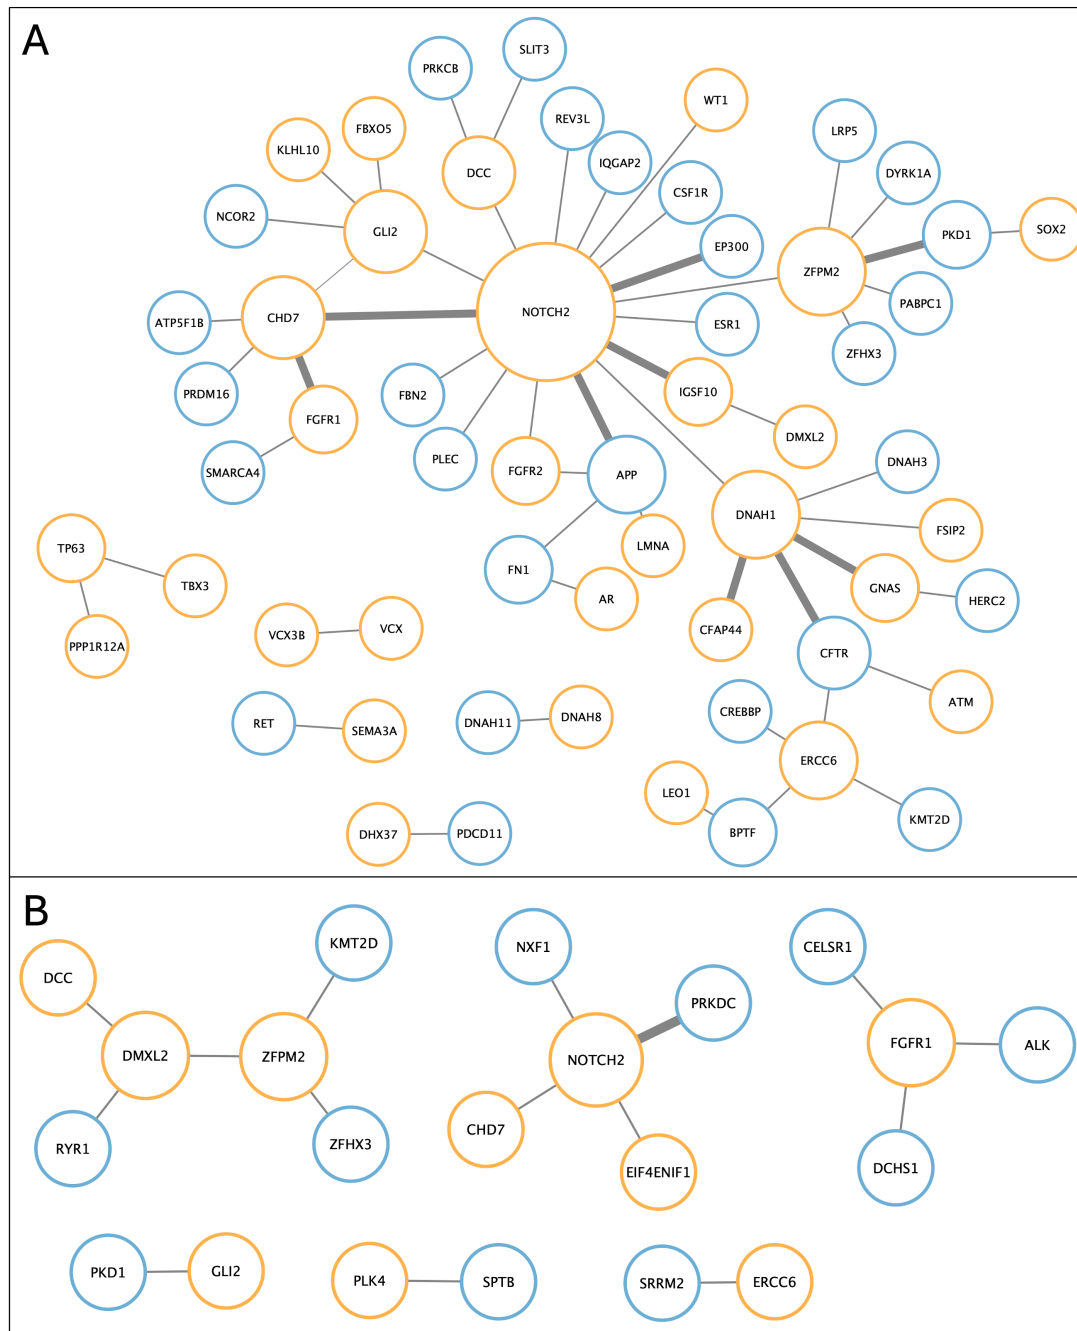 A
SLIT3
PRKCB
WT1
REV3L
FBXO5
LRP5
KLHL10
IQGAP2
DCC
DYRK1A
CSF1R
NCOR2
GLI2
SOX2
PKD1
EP300
ZFPM2
PABPC1
NOTCH2
CHD7
ATP5F1B
ESR1
ZFHX3
IGSF10
PRDM16
FBN2
FGFR1
DMXL2
PLEC
DNAH3
FGFR2
SMARCA4
APP
DNAH1
FSIP2
LMNA
TP63
FN1
TBX3
GNAS
AR
HERC2
VCX
CFAP44
VCX3B
PPP1R12A
CFTR
ATM
CREBBP
DNAH8
RET
DNAH11
SEMA3A
ERCC6
LEO1
KMT2D
BPTF
DHX37
PDCD11
B
KMT2D
NXF1
CELSR1
DCC
PRKDC
FGFR1
ALK
DMXL2
ZFPM2
NOTCH2
CHD7
ZFHX3
RYR1
DCHS1
EIF4ENIF1
PKD1
GLI2
PLK4
SPTB
SRRM2
ERCC6